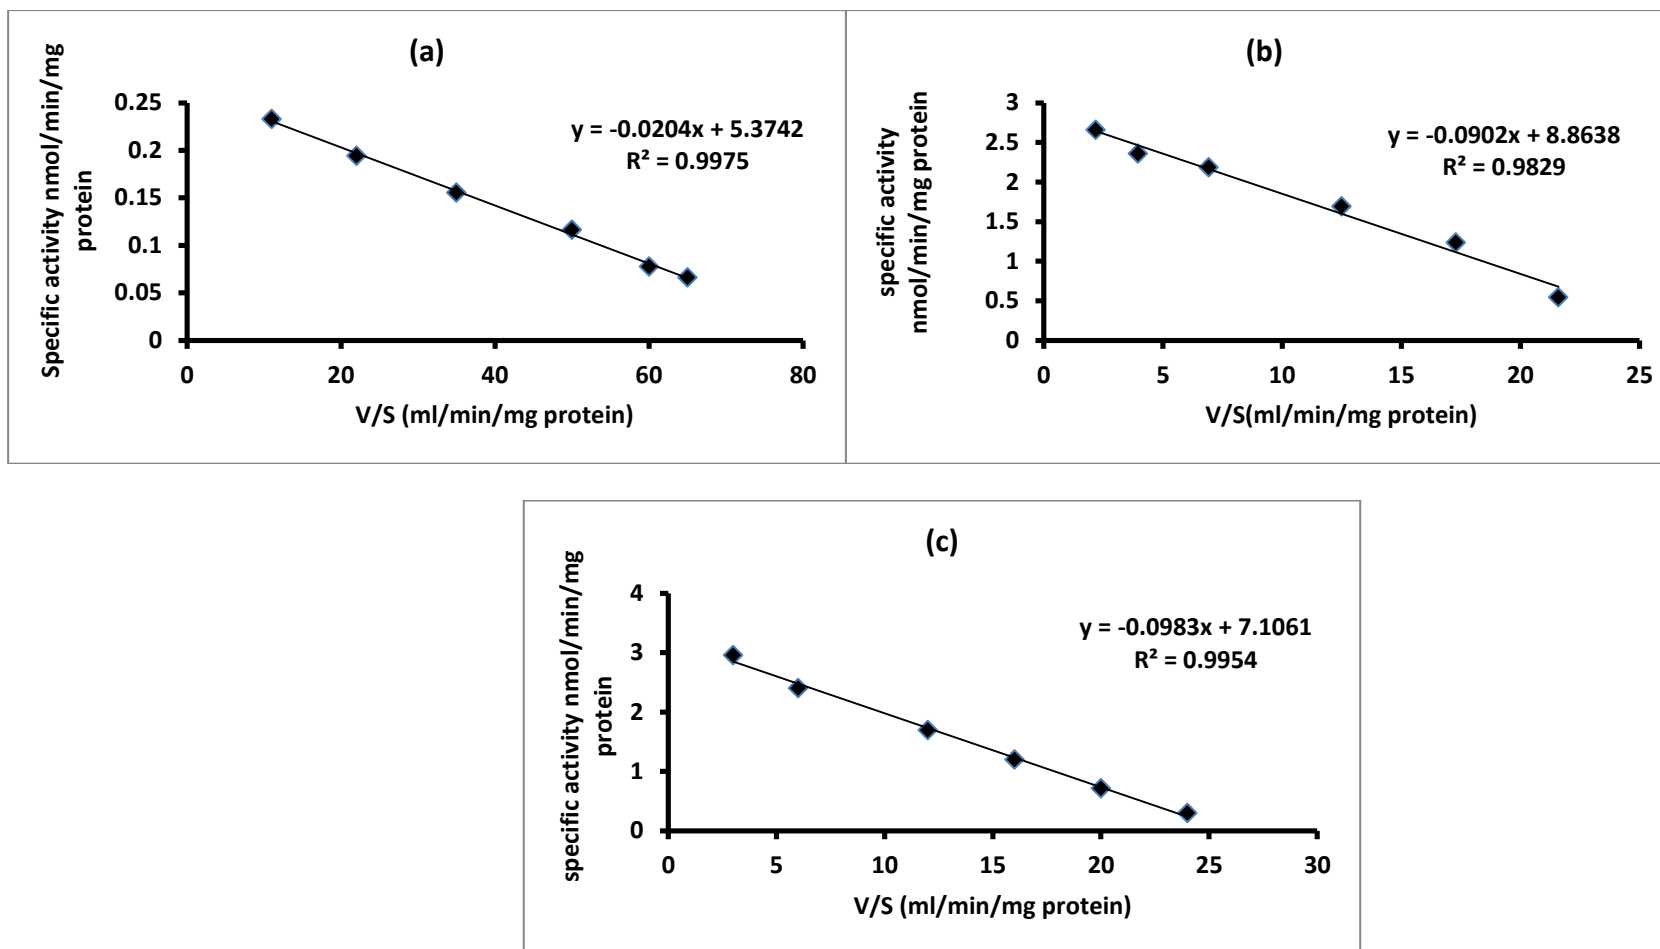 (a)
Specific activity nmol/min/mg
protein
0.25
0.2
0.15
0.1
0.05
0
y = -0.0204x + 5.3742
R² = 0.9975
0 20 40 60 80
V/S (ml/min/mg protein)
(b)
specific activity
nmol/min/mg protein
3
2.5
2
1.5
1
0.5
0
y = -0.0902x + 8.8638
R² = 0.9829
0 5 10 15 20 25
V/S(ml/min/mg protein)
(c)
specific activity nmol/min/mg
protein
4
3
2
1
0
y = -0.0983x + 7.1061
R² = 0.9954
0 5 10 15 20 25 30
V/S (ml/min/mg protein)